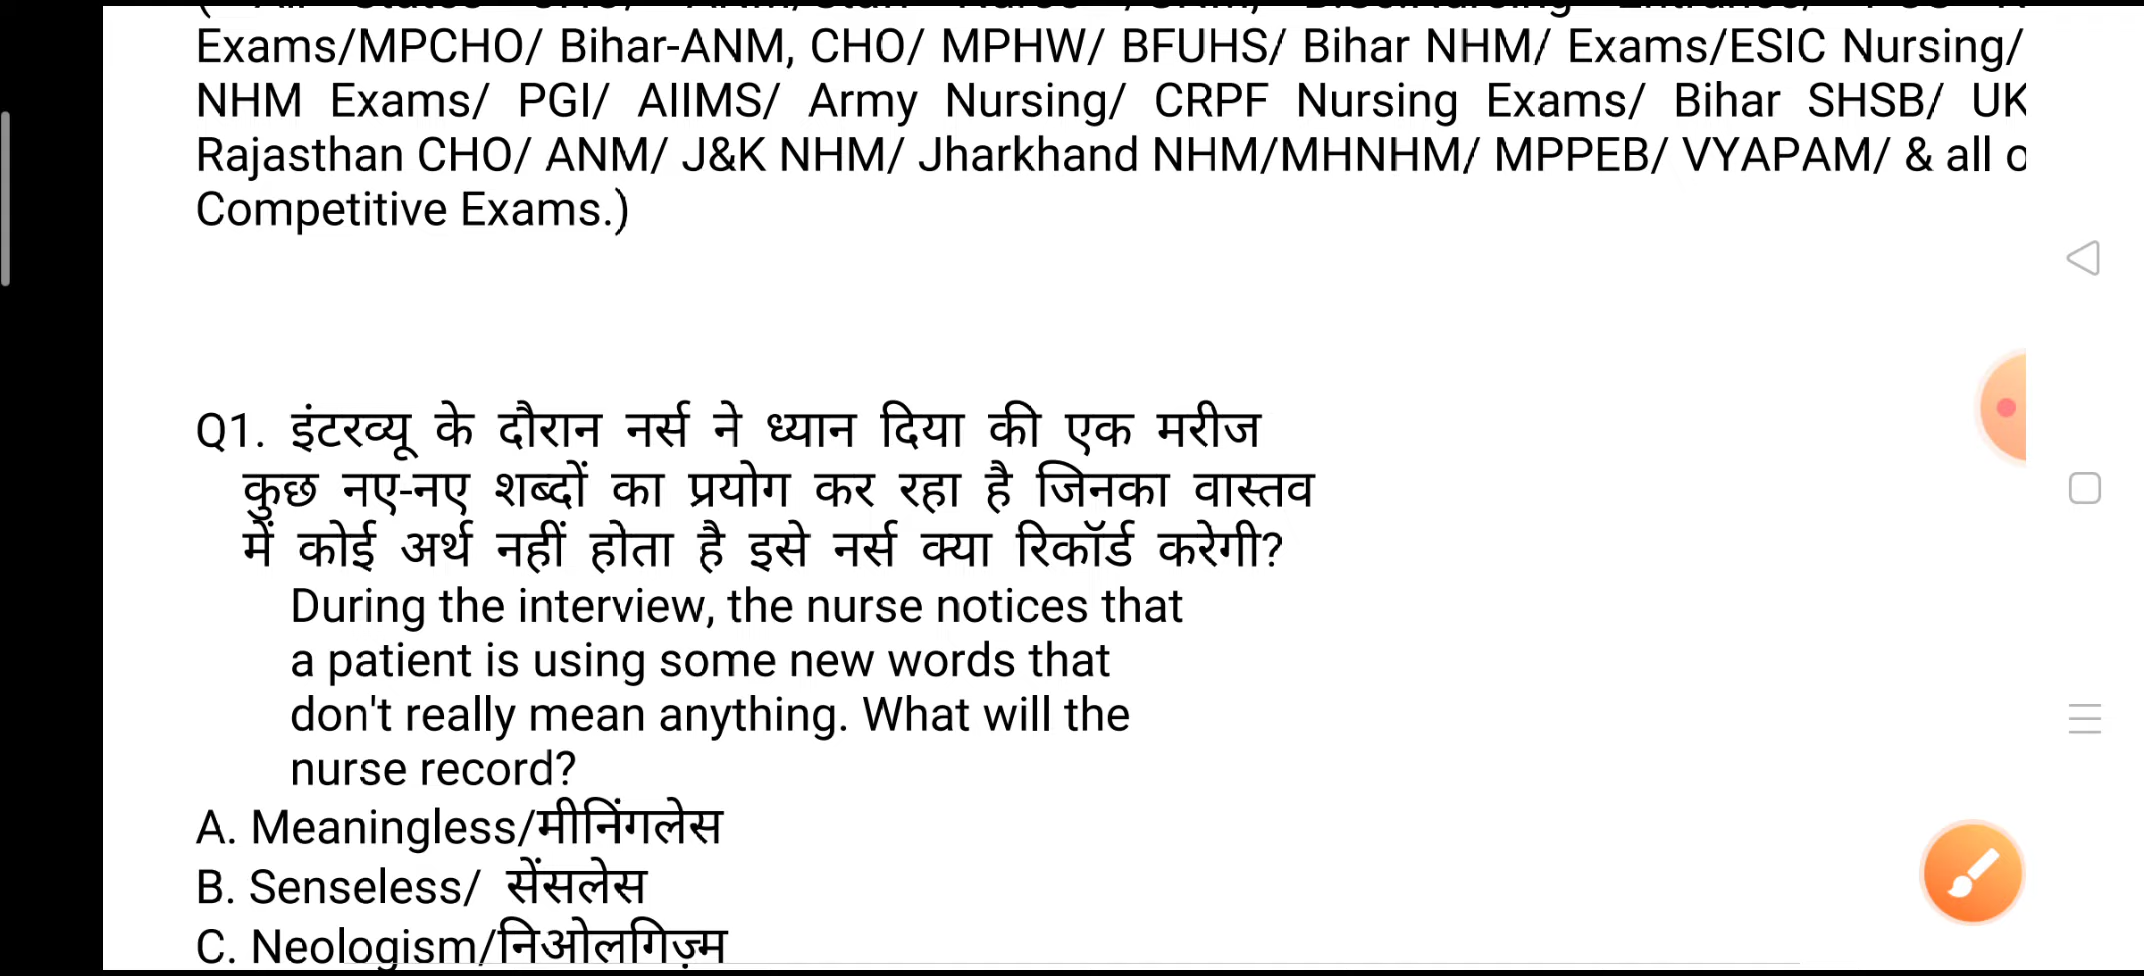 Exams/MPCHO/ Bihar-ANM, CHO/ MPHW/ BFUHS/ Bihar NHM/ Exams/ESIC Nursing/
NHM Exams/ PGI/ AIIMS/ Army Nursing/ CRPF Nursing Exams/ Bihar SHSB/ UK
Rajasthan CHO/ ANM/ J&K NHM/ Jharkhand NHM/MHNHM/ MPPEB/ VYAPAM/ & all
Competitive Exams.)
Q1. इंटरव्यू के दौरान नर्स ने ध्यान दिया की एक मरीज
कुछ नए-नए शब्दों का प्रयोग कर रहा है जिनका वास्तव
में कोई अर्थ नहीं होता है इसे नर्स क्या रिकॉर्ड करेगी?
During the interview, the nurse notices that
a patient is using some new words that
don't really mean anything. What will the
nurse record?
A. Meaningless/मीनिंगलेस
B. Senseless/ सेंसलेस
C. Neologism/निओलगिज़्म